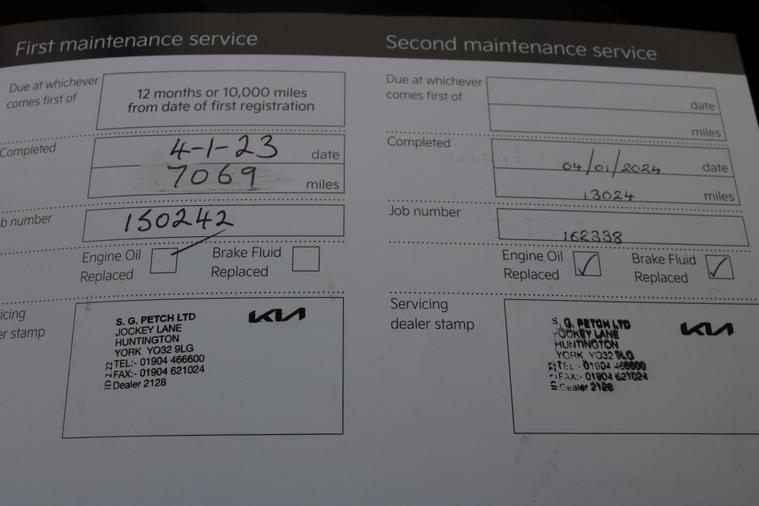 First maintenance service
Due at whichever
comes first of
12 months or 10,000 miles
from date of first registration
Completed
4-1-23 date
7069 miles
b number
150242
Engine Oil
Replaced
Brake Fluid
Replaced
icing
er stamp
S. G. PETCH LTD
JOCKEY LANE
HUNTINGTON
YORK YO32 9LG
TEL:- 01904 466600
FAX:- 01904 621024
Dealer 2128
KIA
Second maintenance service
Due at whichever
comes first of
date
miles
Completed
04/01/2024 date
13024 miles
Job number
162338
Engine Oil
Replaced
Brake Fluid
Replaced
Servicing
dealer stamp
S. G. PETCH LTD
JOCKEY LANE
HUNTINGTON
YORK YO32 9LG
TEL:- 01904 466600
FAX:- 01904 621024
Dealer 2128
KIA